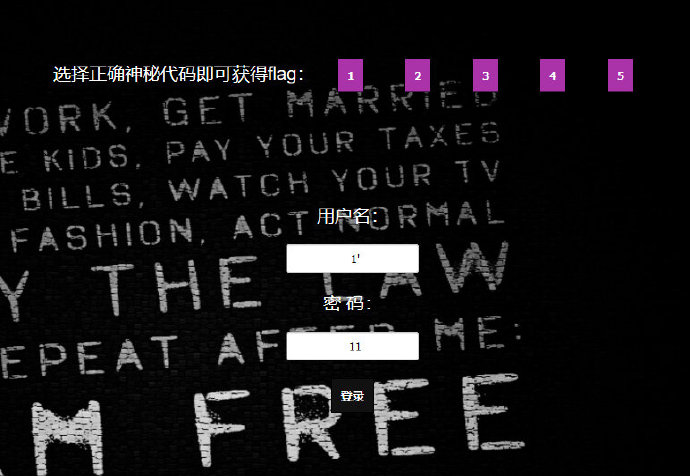 选择正确神秘代码即可获得flag: 1 2 3 4 5
WORK, GET MARRIED
E KIDS, PAY YOUR TAXES
BILLS, WATCH YOUR TV
FASHION, ACT NORMAL
用户名:
Y THE LAW
1'
密 码:
REPEAT AFTER ME:
11
登录
M FREE